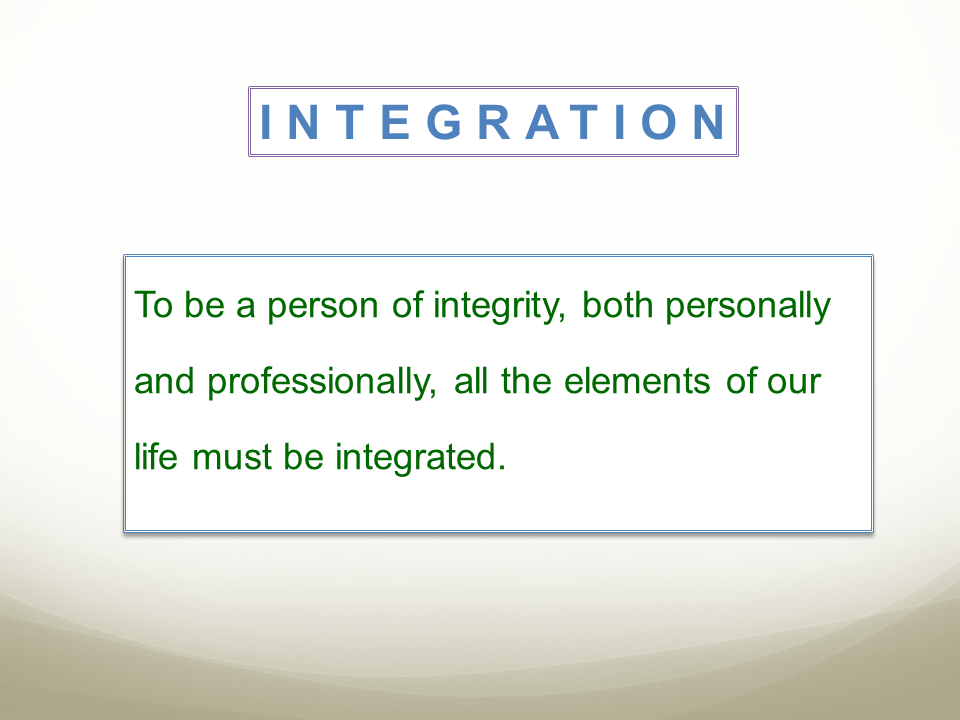 I N T E G R A T I O N
To be a person of integrity, both personally
and professionally, all the elements of our
life must be integrated.